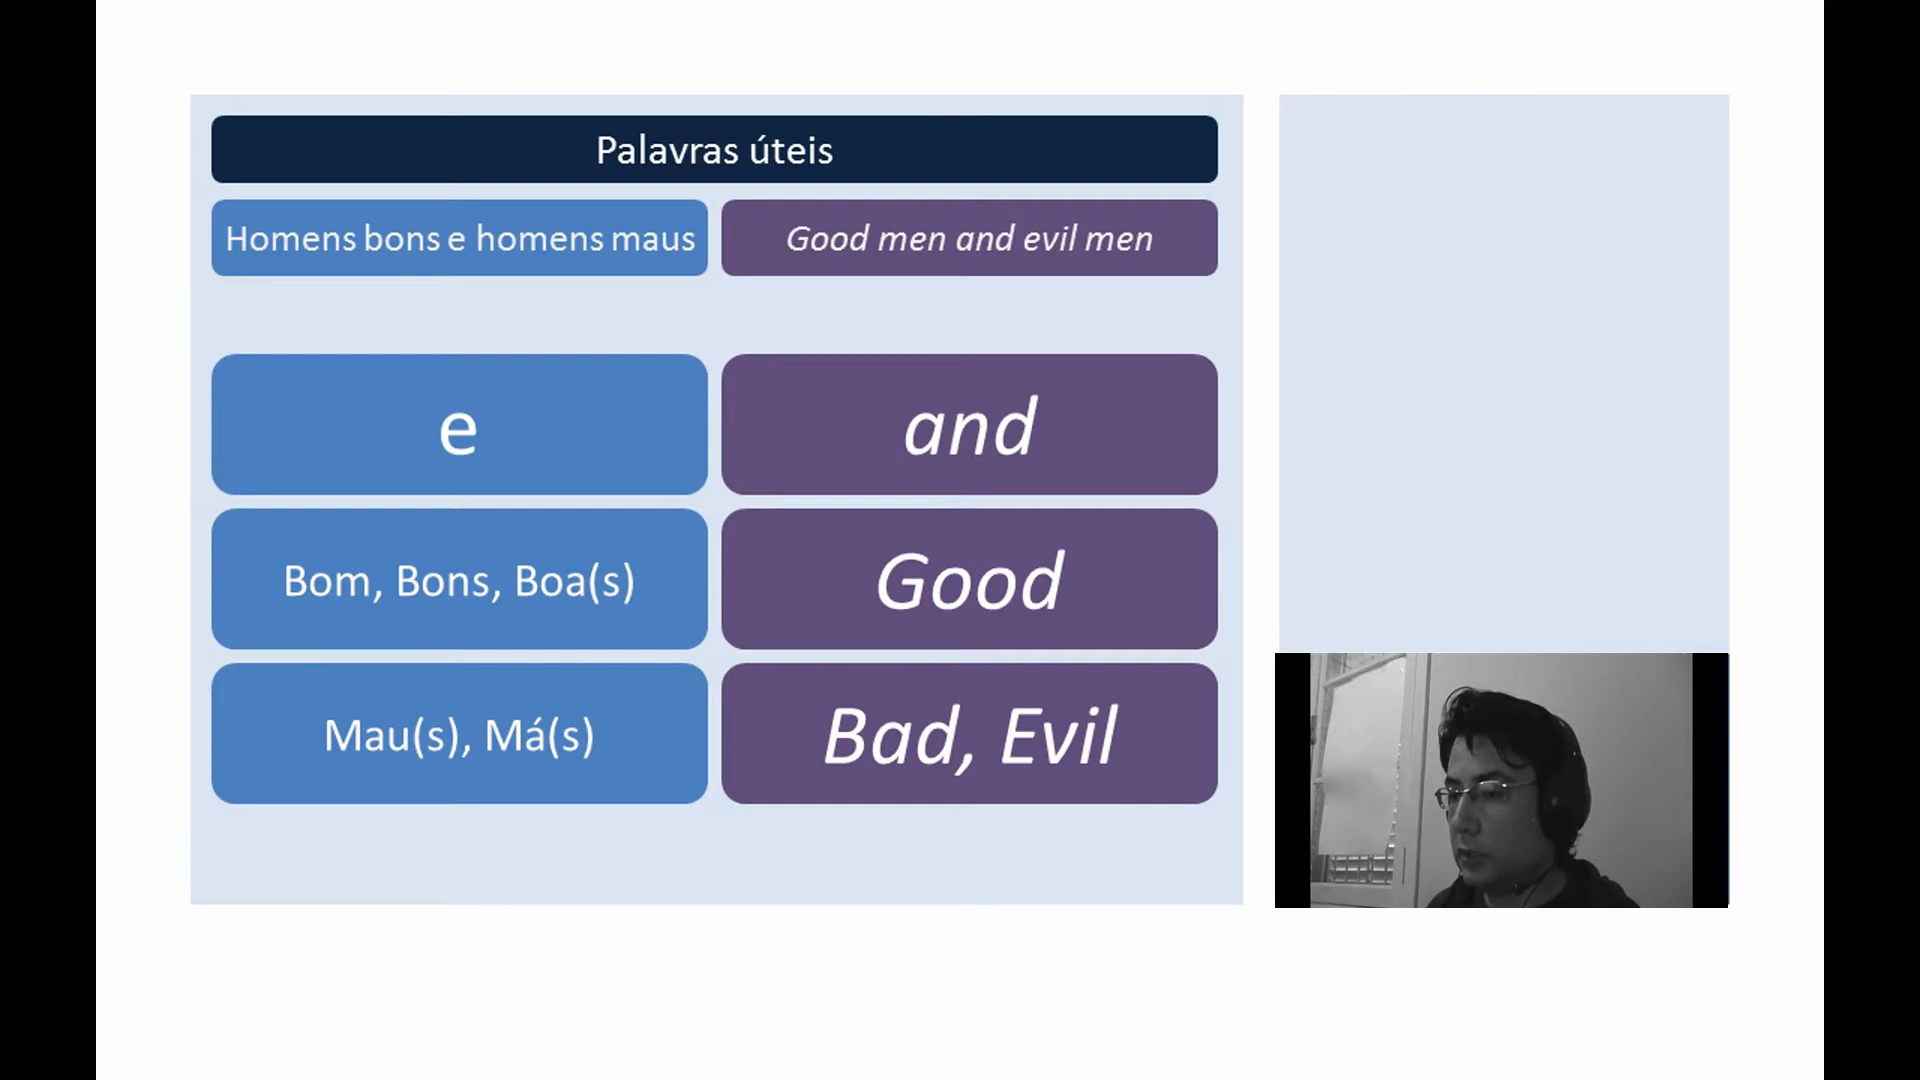 Palavras úteis
Homens bons e homens maus
Good men and evil men
e
and
Bom, Bons, Boa(s)
Good
Mau(s), Má(s)
Bad, Evil